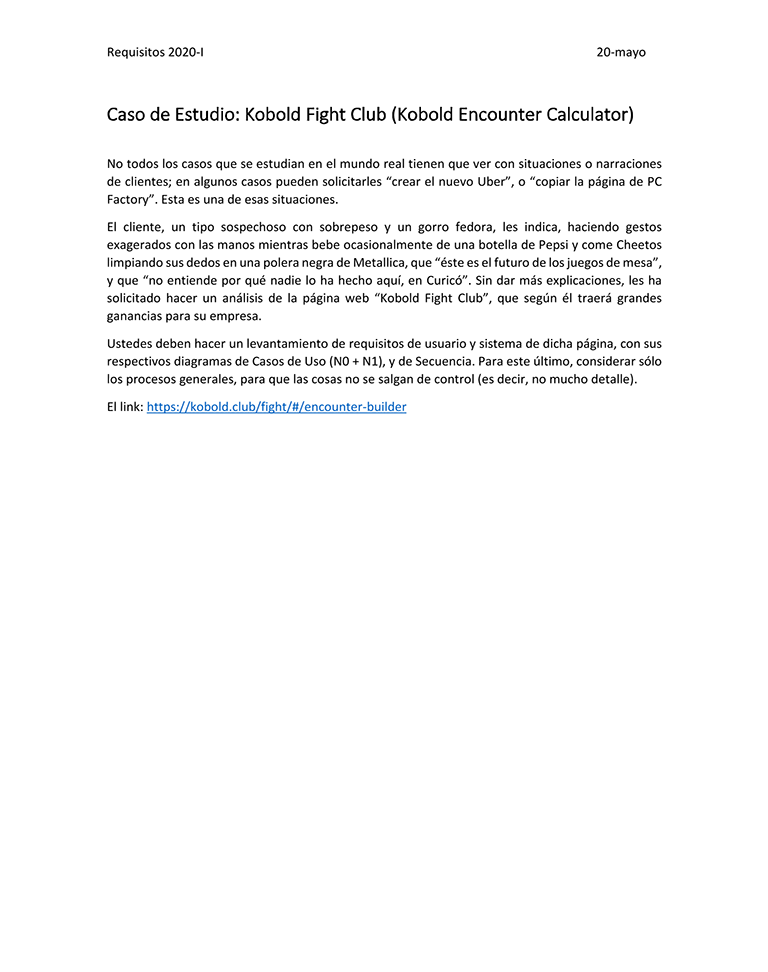 Requisitos 2020-I 20-mayo
Caso de Estudio: Kobold Fight Club (Kobold Encounter Calculator)
No todos los casos que se estudian en el mundo real tienen que ver con situaciones o narraciones
de clientes; en algunos casos pueden solicitarles “crear el nuevo Uber”, o “copiar la página de PC
Factory”. Esta es una de esas situaciones.
El cliente, un tipo sospechoso con sobrepeso y un gorro fedora, les indica, haciendo gestos
exagerados con las manos mientras bebe ocasionalmente de una botella de Pepsi y come Cheetos
limpiando sus dedos en una polera negra de Metallica, que “éste es el futuro de los juegos de mesa”,
y que “no entiende por qué nadie lo ha hecho aquí, en Curicó”. Sin dar más explicaciones, les ha
solicitado hacer un análisis de la página web “Kobold Fight Club”, que según él traerá grandes
ganancias para su empresa.
Ustedes deben hacer un levantamiento de requisitos de usuario y sistema de dicha página, con sus
respectivos diagramas de Casos de Uso (N0 + N1), y de Secuencia. Para este último, considerar sólo
los procesos generales, para que las cosas no se salgan de control (es decir, no mucho detalle).
El link: https://kobold.club/fight/#/encounter-builder